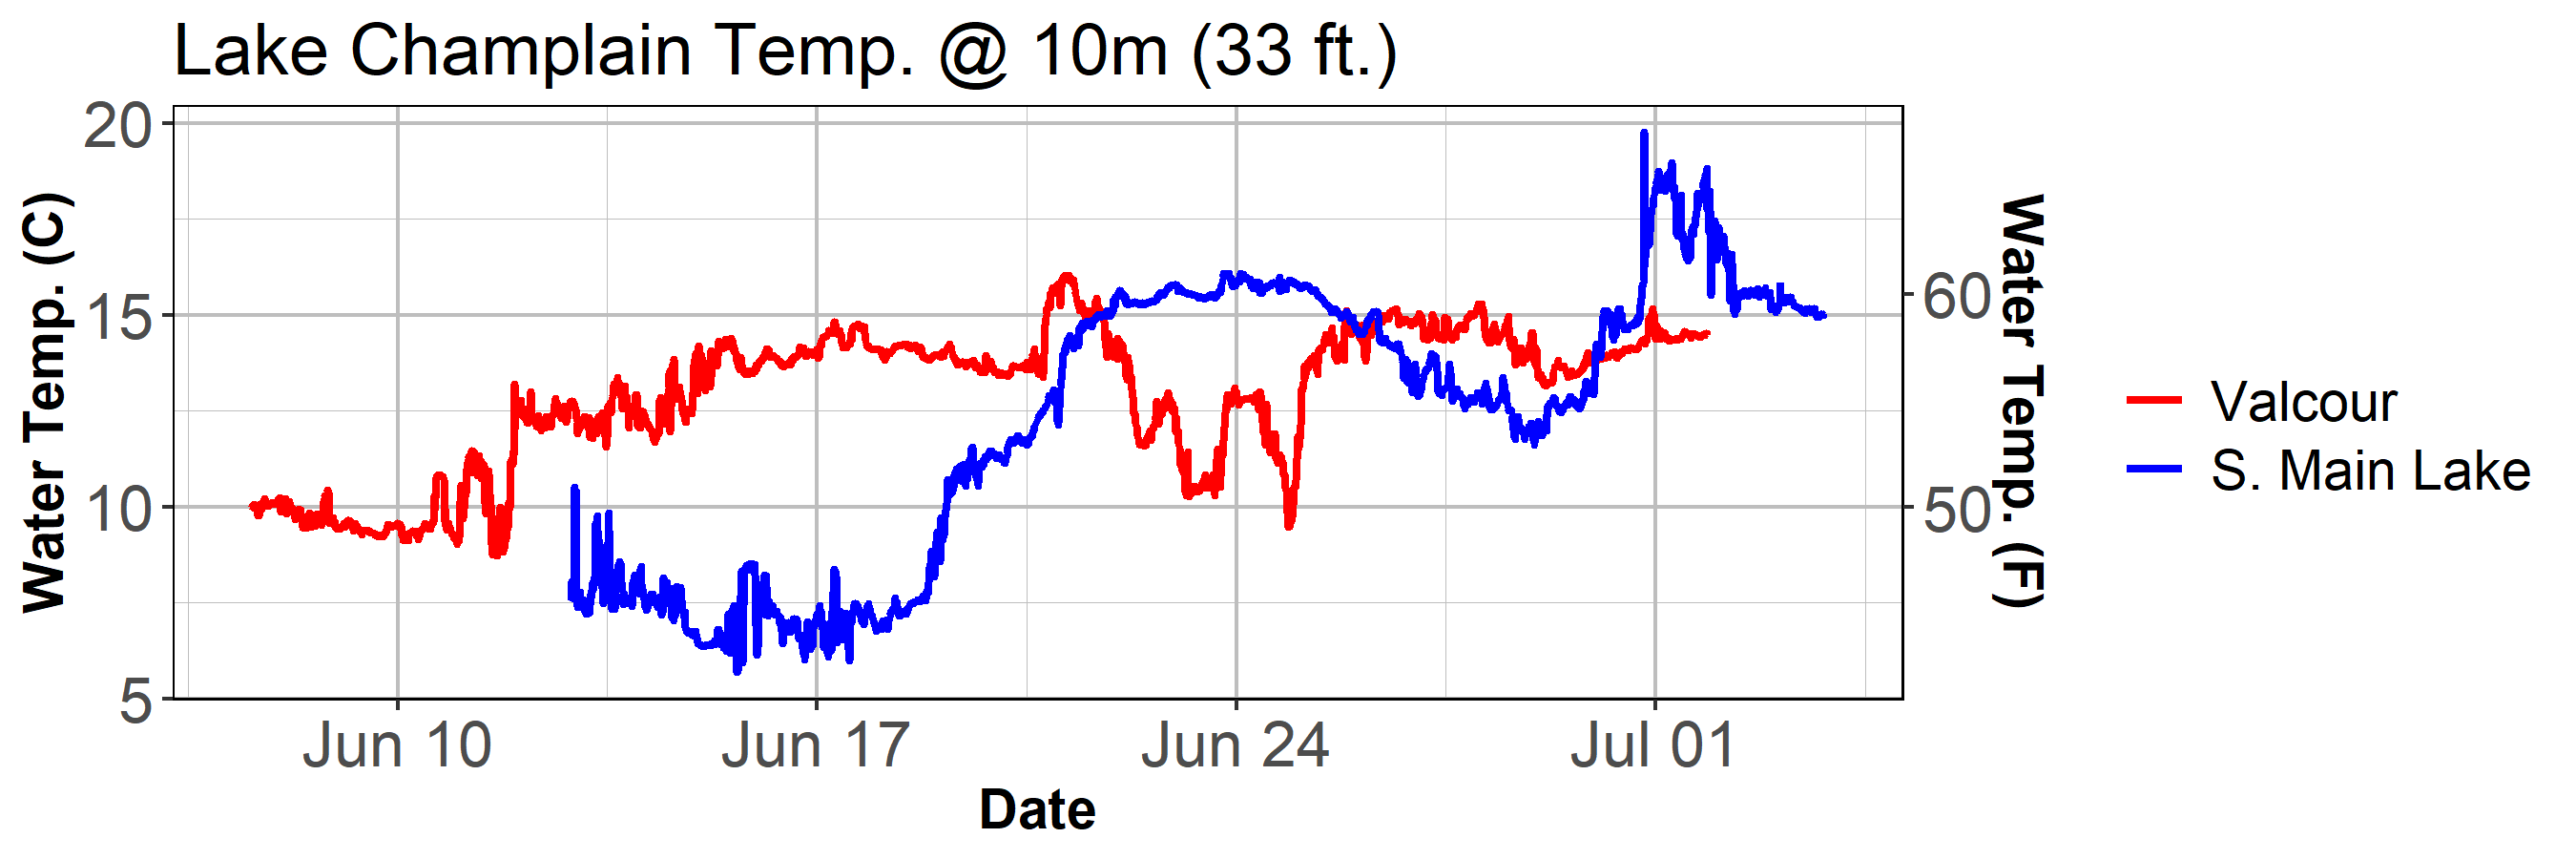 Lake Champlain Temp. @ 10m (33 ft.)
Water Temp. (C)
20
15
10
5
60
50
Water Temp. (F)
Jun 10
Jun 17
Jun 24
Jul 01
Date
Valcour
S. Main Lake